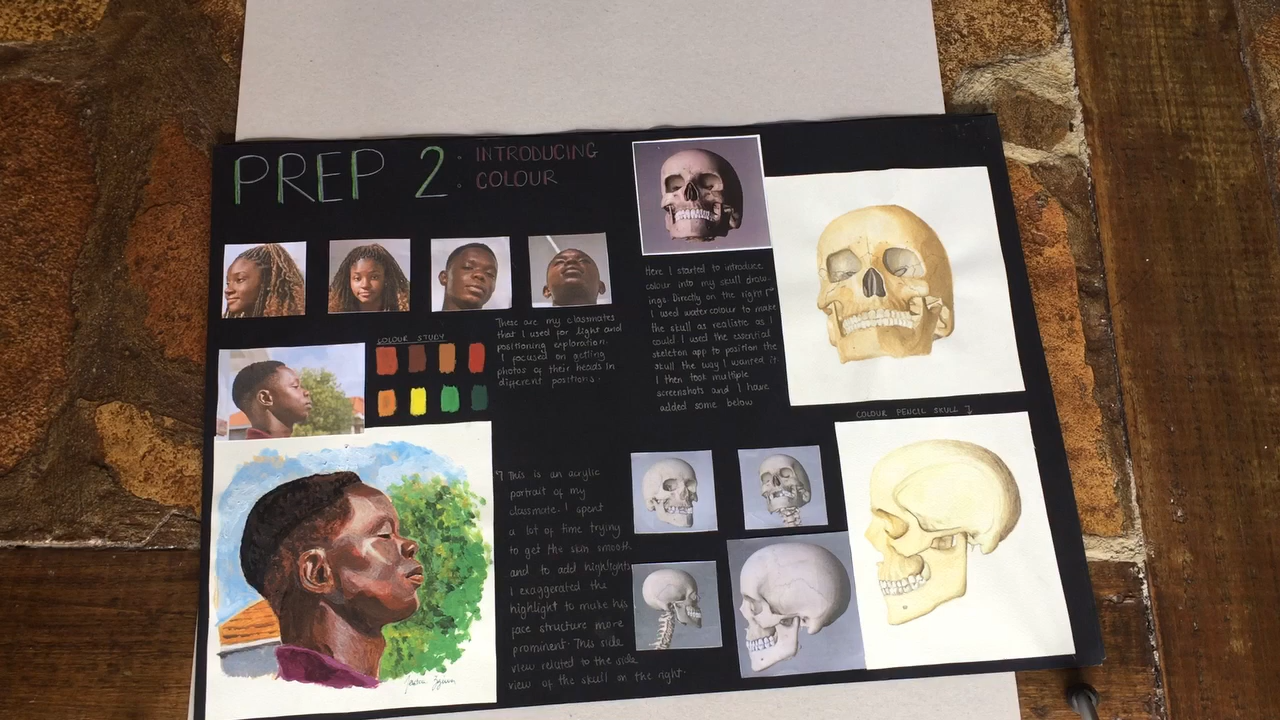 PREP 2:
INTRODUCING
COLOUR
These are my classmates
that I used for light and
positioning exploration.
I focused on getting
photos of their heads in
different positions.
COLOUR STUDY
This is an acrylic
portrait of my
classmate. I spent
a lot of time trying
to get the skin smooth
and to add highlights
I exaggerated the
highlight to make his
face structure more
prominent. This side
view related to the side
view of the skull on the right.
Here I started to introduce
colour into my skull draw-
ings. Directly on the right
I used watercolour to make
the skull as realistic as I
could I used the essential
skeleton app to position the
skull the way I wanted it.
I then took multiple
screenshots and I have
added some below
COLOUR PENCIL SKULL